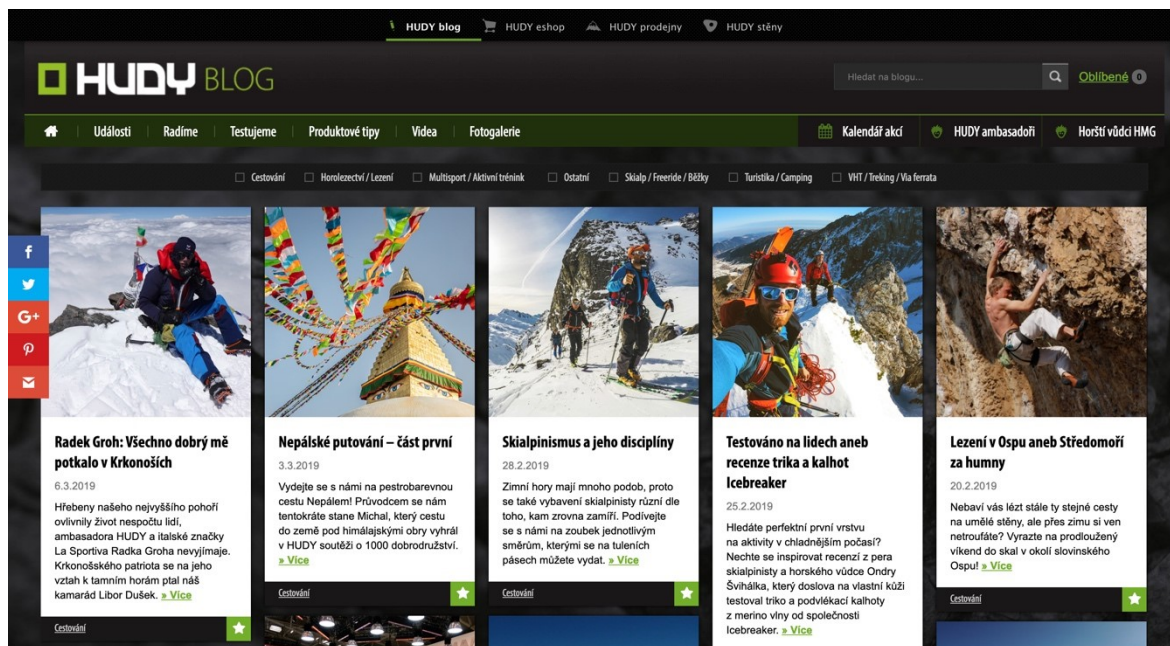 HUDY blog HUDY eshop HUDY prodejny HUDY stěny
HUDY BLOG
Hledat na blogu...
Oblíbené 0
Události Radíme Testujeme Produktové tipy Videa Fotogalerie
Kalendář akcí HUDY ambasadoři Horští vůdci HMG
Cestování Horolezectví / Lezení Multisport / Aktivní trénink Ostatní Skialp / Freeride / Běžky Turistika / Camping VHT / Treking / Via ferrata
f
G+
Radek Groh: Všechno dobrý mě
potkalo v Krkonoších
6.3.2019
Hřebeny našeho nejvyššího pohoří
ovlivnily život nespočtu lidí,
ambasadora HUDY a italské značky
La Sportiva Radka Groha nevyjímaje.
Krkonošského patriota se na jeho
vztah k tamním horám ptal náš
kamarád Libor Dušek. » Více
Cestování
Nepálské putování – část první
3.3.2019
Vydejte se s námi na pestrobarevnou
cestu Nepálem! Průvodcem se nám
tentokráte stane Michal, který cestu
do země pod himálajskými obry vyhrál
v HUDY soutěži o 1000 dobrodružství.
» Více
Cestování
Skialpinismus a jeho disciplíny
28.2.2019
Zimní hory mají mnoho podob, proto
se také vybavení skialpinisty různí dle
toho, kam zrovna zamíří. Podívejte
se s námi na zoubek jednotlivým
směrům, kterými se na tuleních
pásech můžete vydat. » Více
Cestování
Testováno na lidech aneb
recenze trika a kalhot
Icebreaker
25.2.2019
Hledáte perfektní první vrstvu
na aktivity v chladnějším počasí?
Nechte se inspirovat recenzí z pera
skialpinisty a horského vůdce Ondry
Švihálka, který doslova na vlastní kůži
testoval triko a podvlékací kalhoty
z merino vlny od společnosti
Icebreaker. » Více
Lezení v Ospu aneb Středomoří
za humny
20.2.2019
Nebaví vás lézt stále ty stejné cesty
na umělé stěny, ale přes zimu si ven
netroufáte? Vyrazte na prodloužený
víkend do skal v okolí slovinského
Ospu! » Více
Cestování